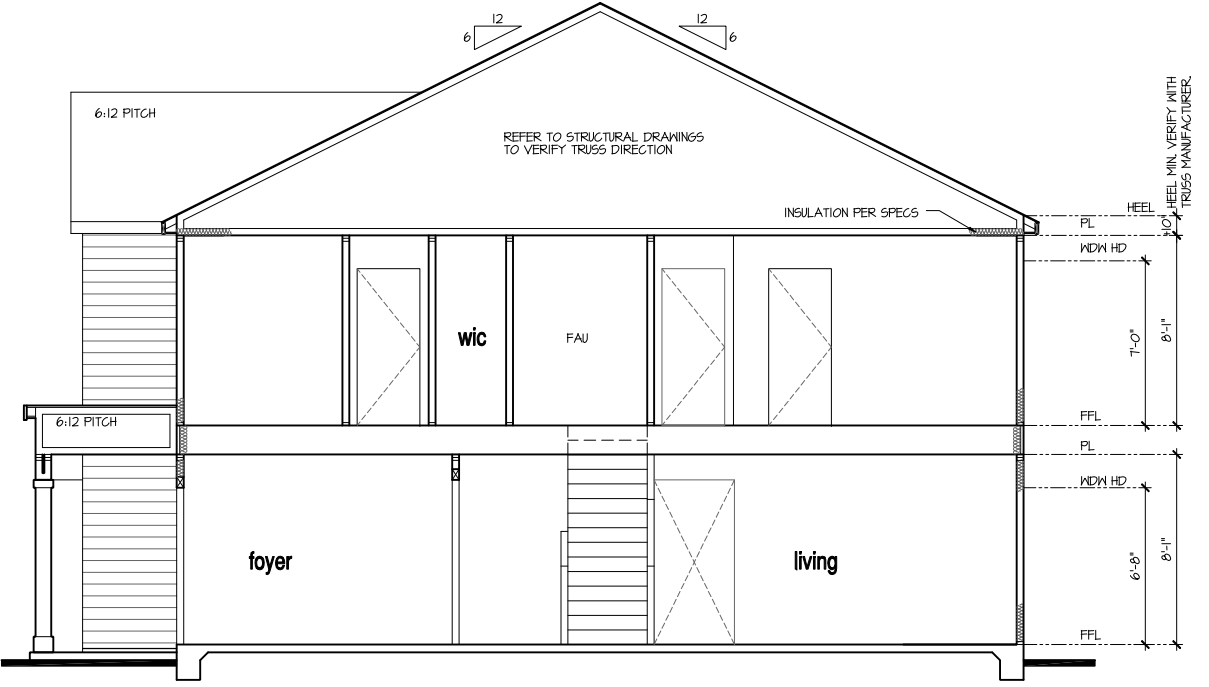 12
6
12
6
6:12 PITCH
REFER TO STRUCTURAL DRAWINGS
TO VERIFY TRUSS DIRECTION
INSULATION PER SPECS
HEEL
PL
10" HEEL MIN. VERIFY WITH
TRUSS MANUFACTURER.
WDW HD
7'-0"
8'-1"
wic
FAU
6:12 PITCH
FFL
PL
WDW HD
6'-8"
8'-1"
foyer
living
FFL